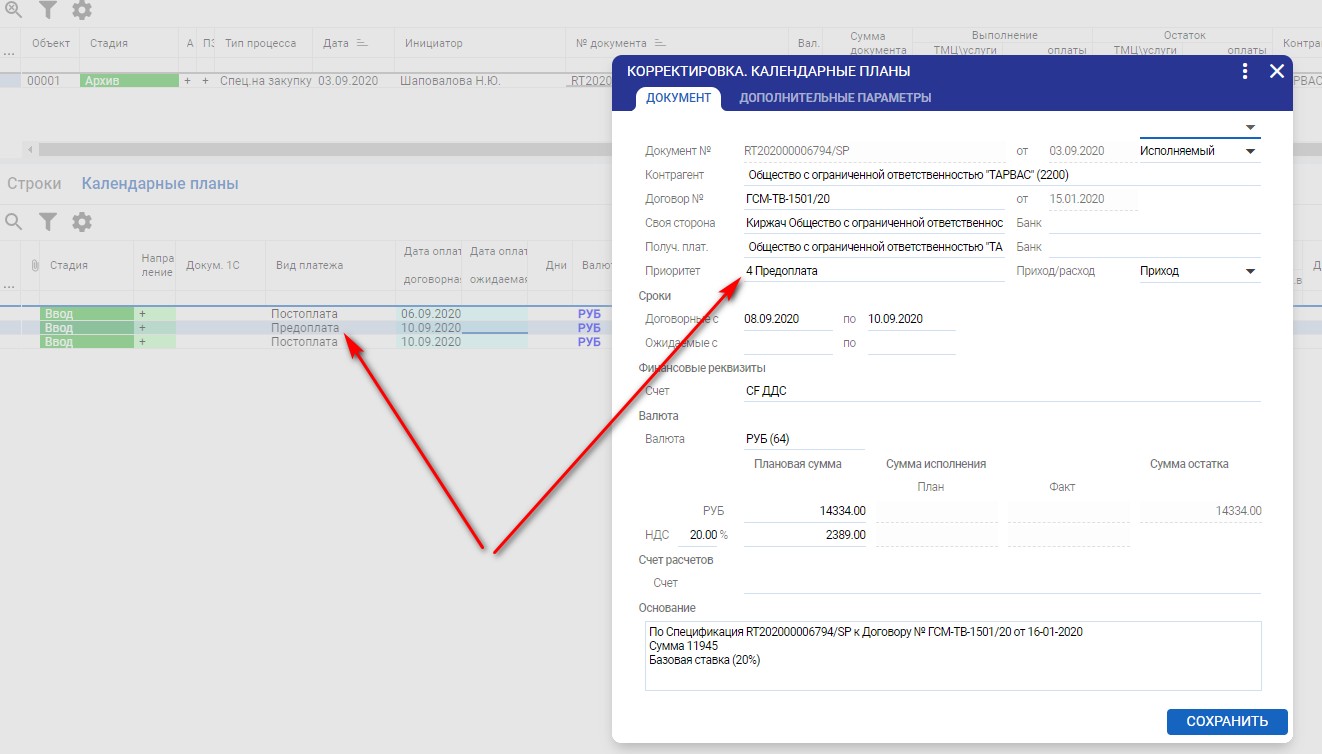 Объект Стадия А ПЗ Тип процесса Дата Инициатор № документа Вал. Сумма документа Выполнение Остаток
ТМЦ\услуги оплаты ТМЦ\услуги оплаты
...
00001 Архив + + Спец.на закупку 03.09.2020 Шаповалова Н.Ю. RT2020
Строки Календарные планы
... Стадия Направление Докум. 1С Вид платежа Дата оплат договорная Дата оплат ожидаемая Дни Валю
Ввод + Постоплата 06.09.2020 РУБ
Ввод + Предоплата 10.09.2020 РУБ
Ввод + Постоплата 10.09.2020 РУБ
КОРРЕКТИРОВКА. КАЛЕНДАРНЫЕ ПЛАНЫ
ДОКУМЕНТ ДОПОЛНИТЕЛЬНЫЕ ПАРАМЕТРЫ
Документ № RT202000006794/SP от 03.09.2020 Исполняемый
Контрагент Общество с ограниченной ответственностью "ТАРВАС" (2200)
Договор № ГСМ-ТВ-1501/20 от 15.01.2020
Своя сторона Киржач Общество с ограниченной ответственнос Банк
Получ. плат. Общество с ограниченной ответственностью "ТА Банк
Приоритет 4 Предоплата Приход/расход Приход
Сроки
Договорные с 08.09.2020 по 10.09.2020
Ожидаемые с по
Финансовые реквизиты
Счет CF ДДС
Валюта
Валюта РУБ (64)
Плановая сумма Сумма исполнения Сумма остатка
План Факт
РУБ 14334.00 14334.00
НДС 20.00 % 2389.00
Счет расчетов
Счет
Основание
По Спецификация RT202000006794/SP к Договору № ГСМ-ТВ-1501/20 от 16-01-2020
Сумма 11945
Базовая ставка (20%)
СОХРАНИТЬ